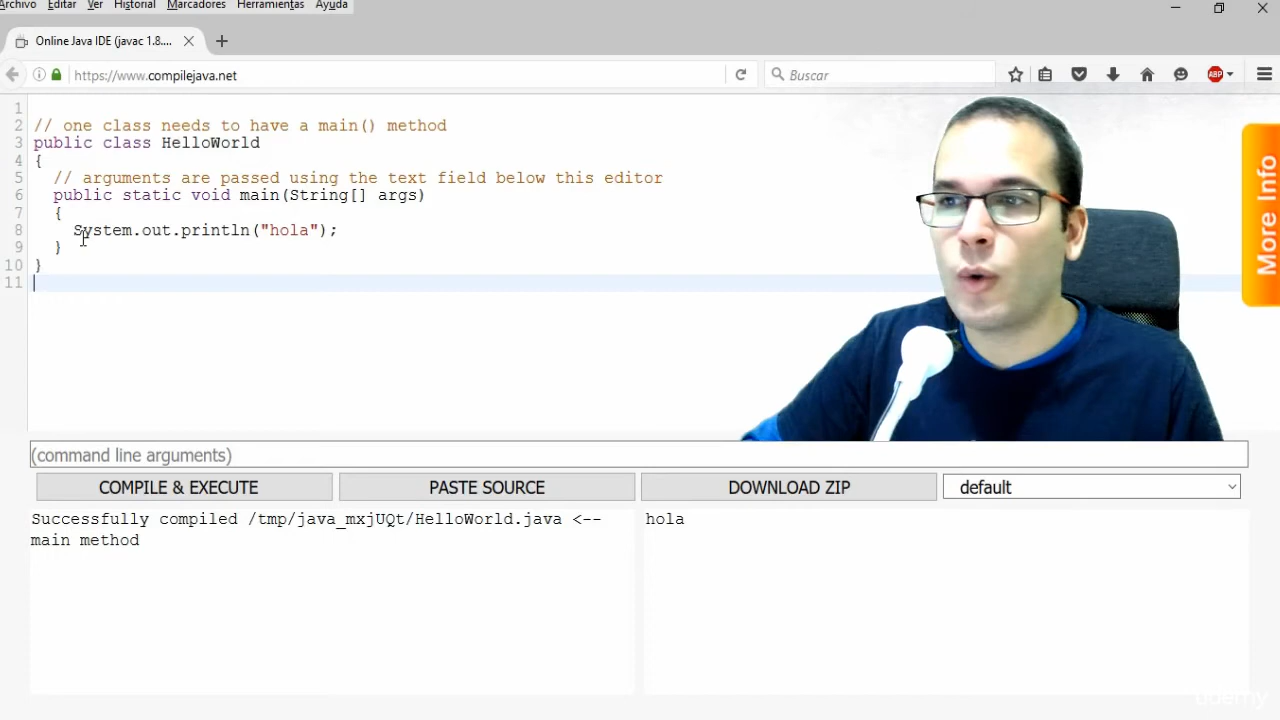 Archivo Editar Ver Historial Marcadores Herramientas Ayuda
Online Java IDE (javac 1.8....
https://www.compilejava.net
Buscar
ABP
1
2 // one class needs to have a main() method
3 public class HelloWorld
4 {
5 // arguments are passed using the text field below this editor
6 public static void main(String[] args)
7 {
8 System.out.println("hola");
9 }
10 }
11
More Info
(command line arguments)
COMPILE & EXECUTE PASTE SOURCE DOWNLOAD ZIP default
Successfully compiled /tmp/java_mxjUQt/HelloWorld.java <--
main method
hola
udemy